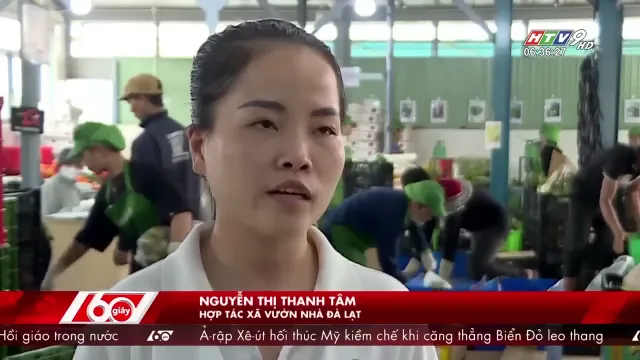 HTV9 HD
06:36:27
NGUYỄN THỊ THANH TÂM
HỢP TÁC XÃ VƯỜN NHÀ ĐÀ LẠT
60 giây
Hồi giáo trong nước
Ả-rập Xê-út hối thúc Mỹ kiềm chế khi căng thẳng Biển Đỏ leo thang